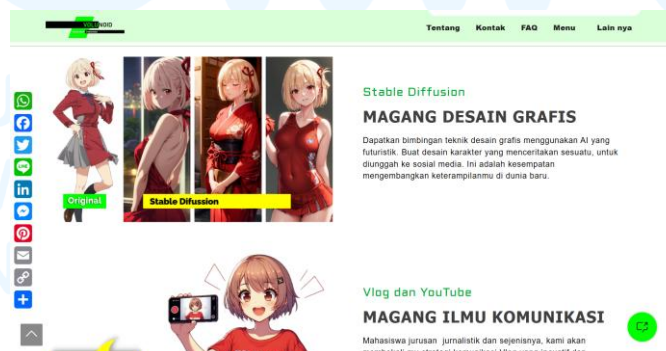 VOLUNOID
Tentang Kontak FAQ Menu Lain nya
Stable Diffusion
MAGANG DESAIN GRAFIS
Dapatkan bimbingan teknik desain grafis menggunakan AI yang
futuristik. Buat desain karakter yang menceritakan sesuatu, untuk
diunggah ke sosial media. Ini adalah kesempatan
mengembangkan keterampilanmu di dunia baru.
Original
Stable Difussion
Vlog dan YouTube
MAGANG ILMU KOMUNIKASI
Mahasiswa jurusan jurnalistik dan sejenisnya, kami akan